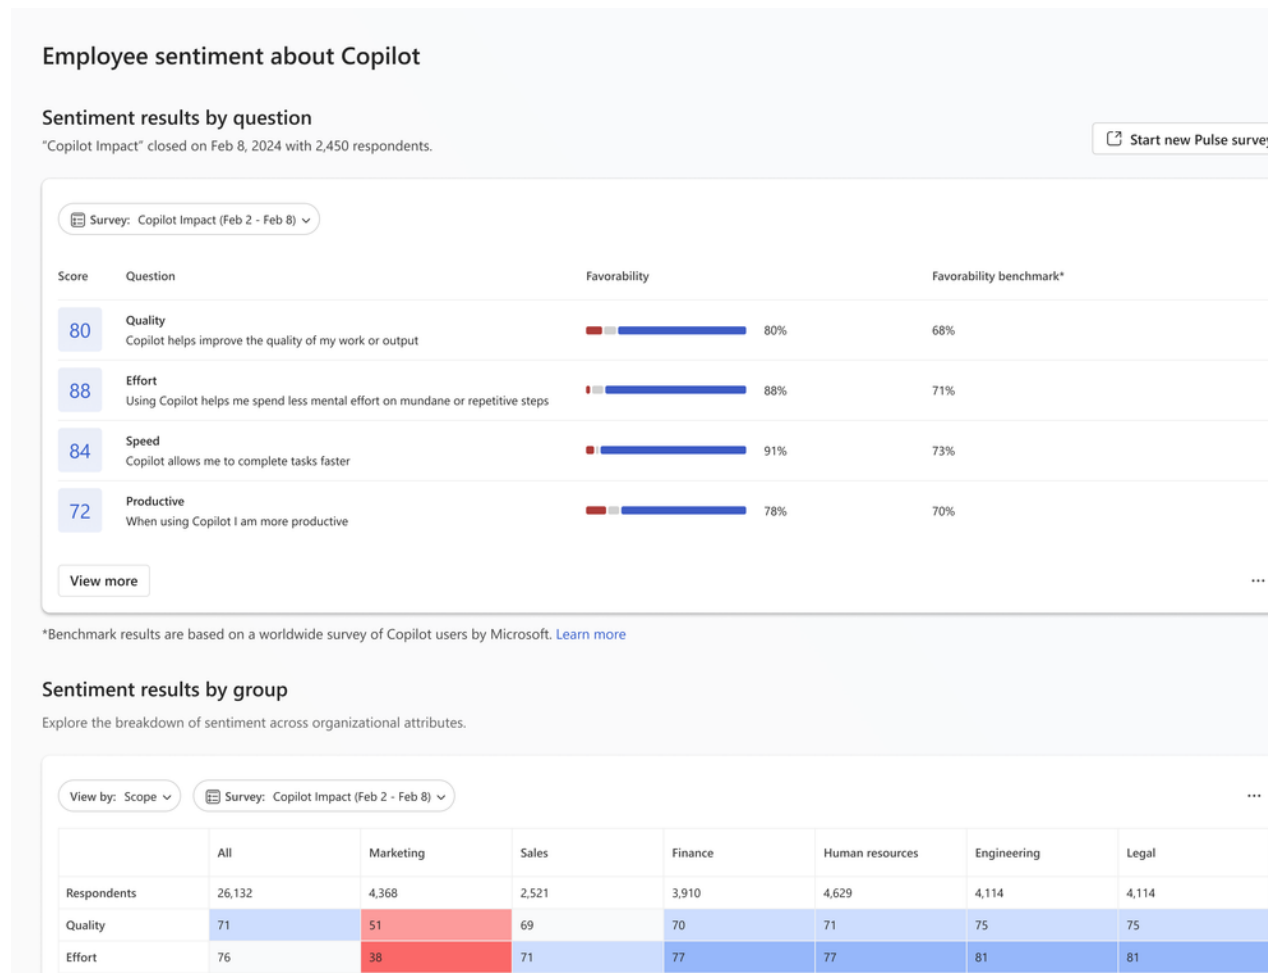 Employee sentiment about Copilot
Sentiment results by question
"Copilot Impact" closed on Feb 8, 2024 with 2,450 respondents.
Start new Pulse survey
Survey: Copilot Impact (Feb 2 - Feb 8)
Score Question Favorability Favorability benchmark*
80 Quality 80% 68%
Copilot helps improve the quality of my work or output
88 Effort 88% 71%
Using Copilot helps me spend less mental effort on mundane or repetitive steps
84 Speed 91% 73%
Copilot allows me to complete tasks faster
72 Productive 78% 70%
When using Copilot I am more productive
View more ...
*Benchmark results are based on a worldwide survey of Copilot users by Microsoft. Learn more
Sentiment results by group
Explore the breakdown of sentiment across organizational attributes.
View by: Scope Survey: Copilot Impact (Feb 2 - Feb 8) ...
All Marketing Sales Finance Human resources Engineering Legal
Respondents 26,132 4,368 2,521 3,910 4,629 4,114 4,114
Quality 71 51 69 70 71 75 75
Effort 76 38 71 77 77 81 81